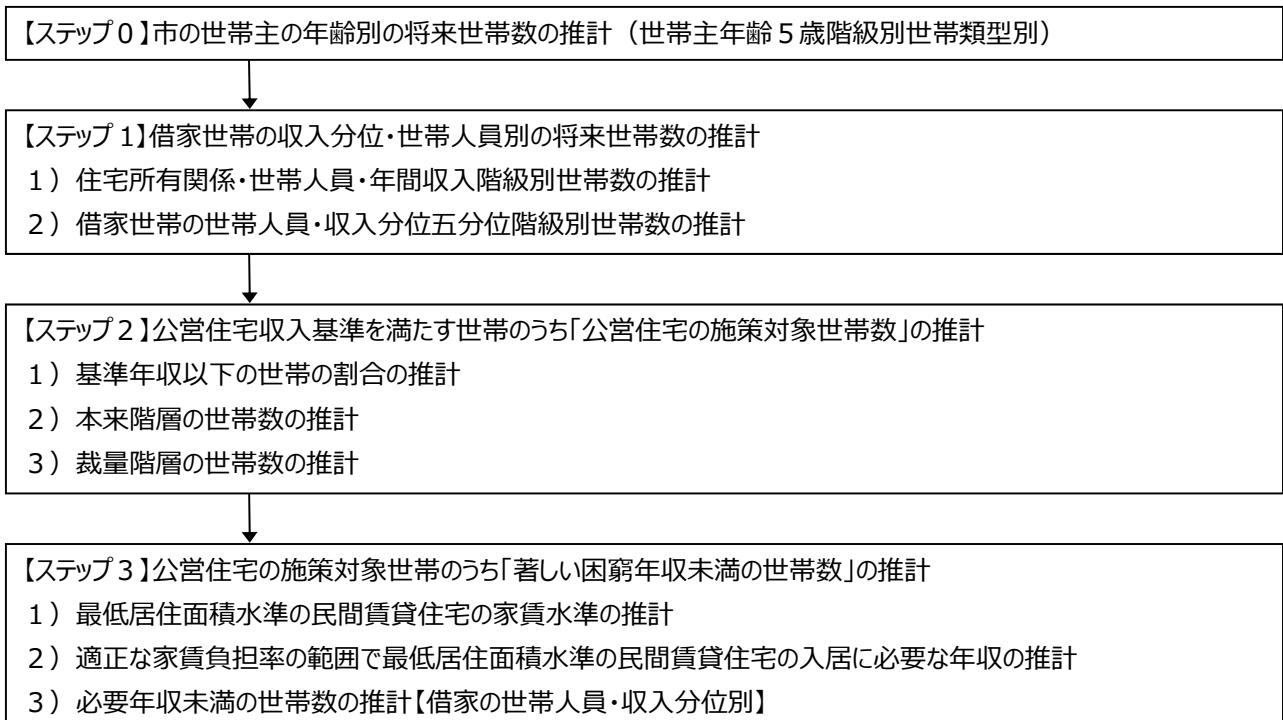 【ステップ０】市の世帯主の年齢別の将来世帯数の推計（世帯主年齢５歳階級別世帯類型別）
【ステップ１】借家世帯の収入分位・世帯人員別の将来世帯数の推計
１）住宅所有関係・世帯人員・年間収入階級別世帯数の推計
２）借家世帯の世帯人員・収入分位五分位階級別世帯数の推計
【ステップ２】公営住宅収入基準を満たす世帯のうち「公営住宅の施策対象世帯数」の推計
１）基準年収以下の世帯の割合の推計
２）本来階層の世帯数の推計
３）裁量階層の世帯数の推計
【ステップ３】公営住宅の施策対象世帯のうち「著しい困窮年収未満の世帯数」の推計
１）最低居住面積水準の民間賃貸住宅の家賃水準の推計
２）適正な家賃負担率の範囲で最低居住面積水準の民間賃貸住宅の入居に必要な年収の推計
３）必要年収未満の世帯数の推計【借家の世帯人員・収入分位別】